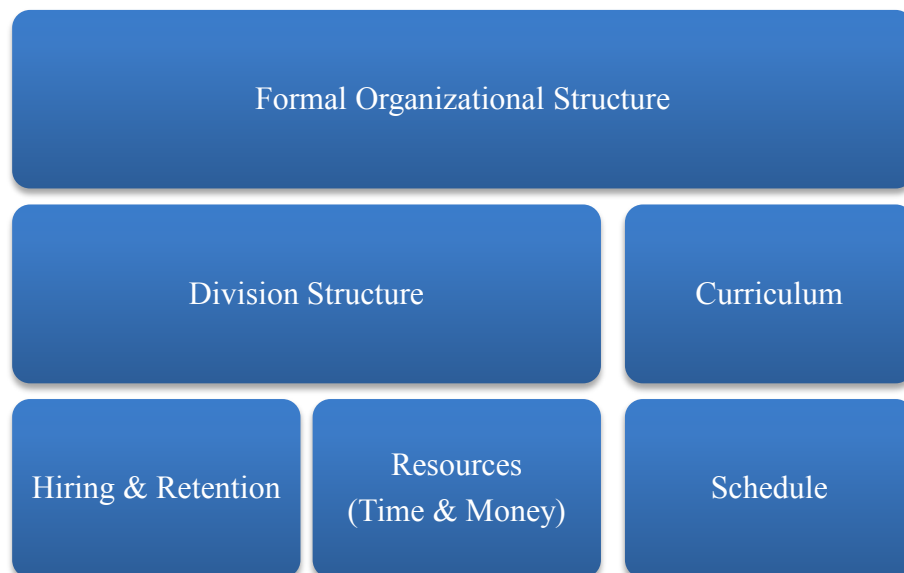 Formal Organizational Structure
Division Structure
Curriculum
Hiring & Retention
Resources
(Time & Money)
Schedule